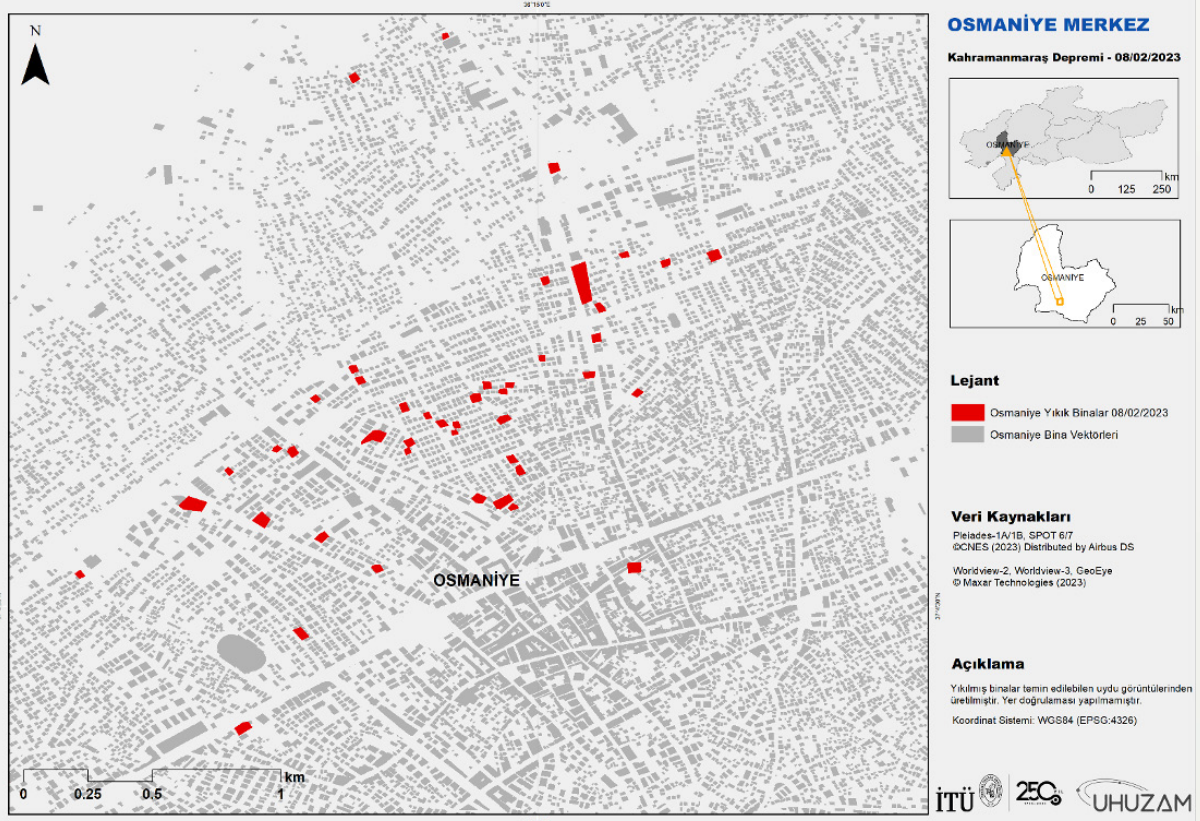 36°15'0"E
OSMANİYE MERKEZ
Kahramanmaraş Depremi - 08/02/2023
N
OSMANİYE
km
0 125 250
OSMANİYE
km
0 25 50
Lejant
Osmaniye Yıkık Binalar 08/02/2023
Osmaniye Bina Vektörleri
Veri Kaynakları
Pleiades-1A/1B, SPOT 6/7
©CNES (2023) Distributed by Airbus DS
Worldview-2, Worldview-3, GeoEye
© Maxar Technologies (2023)
OSMANİYE
Açıklama
Yıkılmış binalar temin edilebilen uydu görüntülerinden
üretilmiştir. Yer doğrulaması yapılmamıştır.
Koordinat Sistemi: WGS84 (EPSG:4326)
km
0 0.25 0.5 1
İTÜ
250
UHUZAM